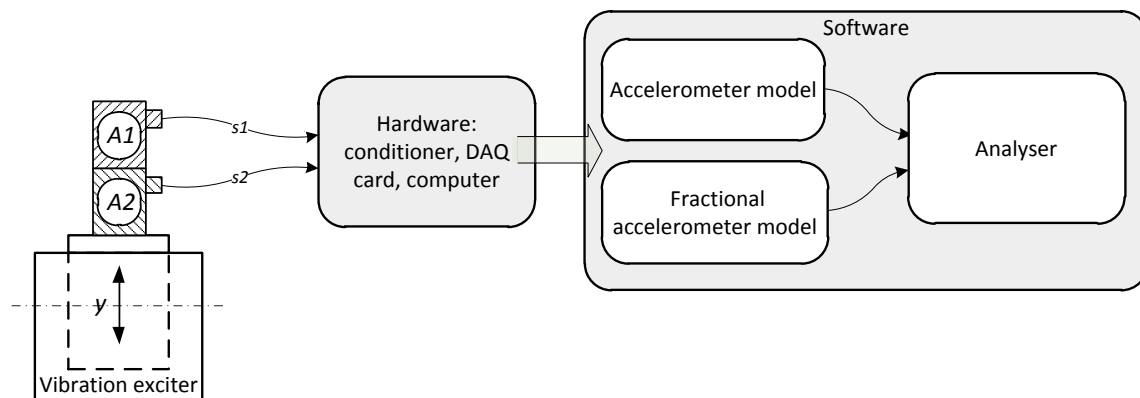 Software
A1
s1
A2
s2
Hardware:
conditioner, DAQ
card, computer
Accelerometer model
Fractional
accelerometer model
Analyser
y
Vibration exciter